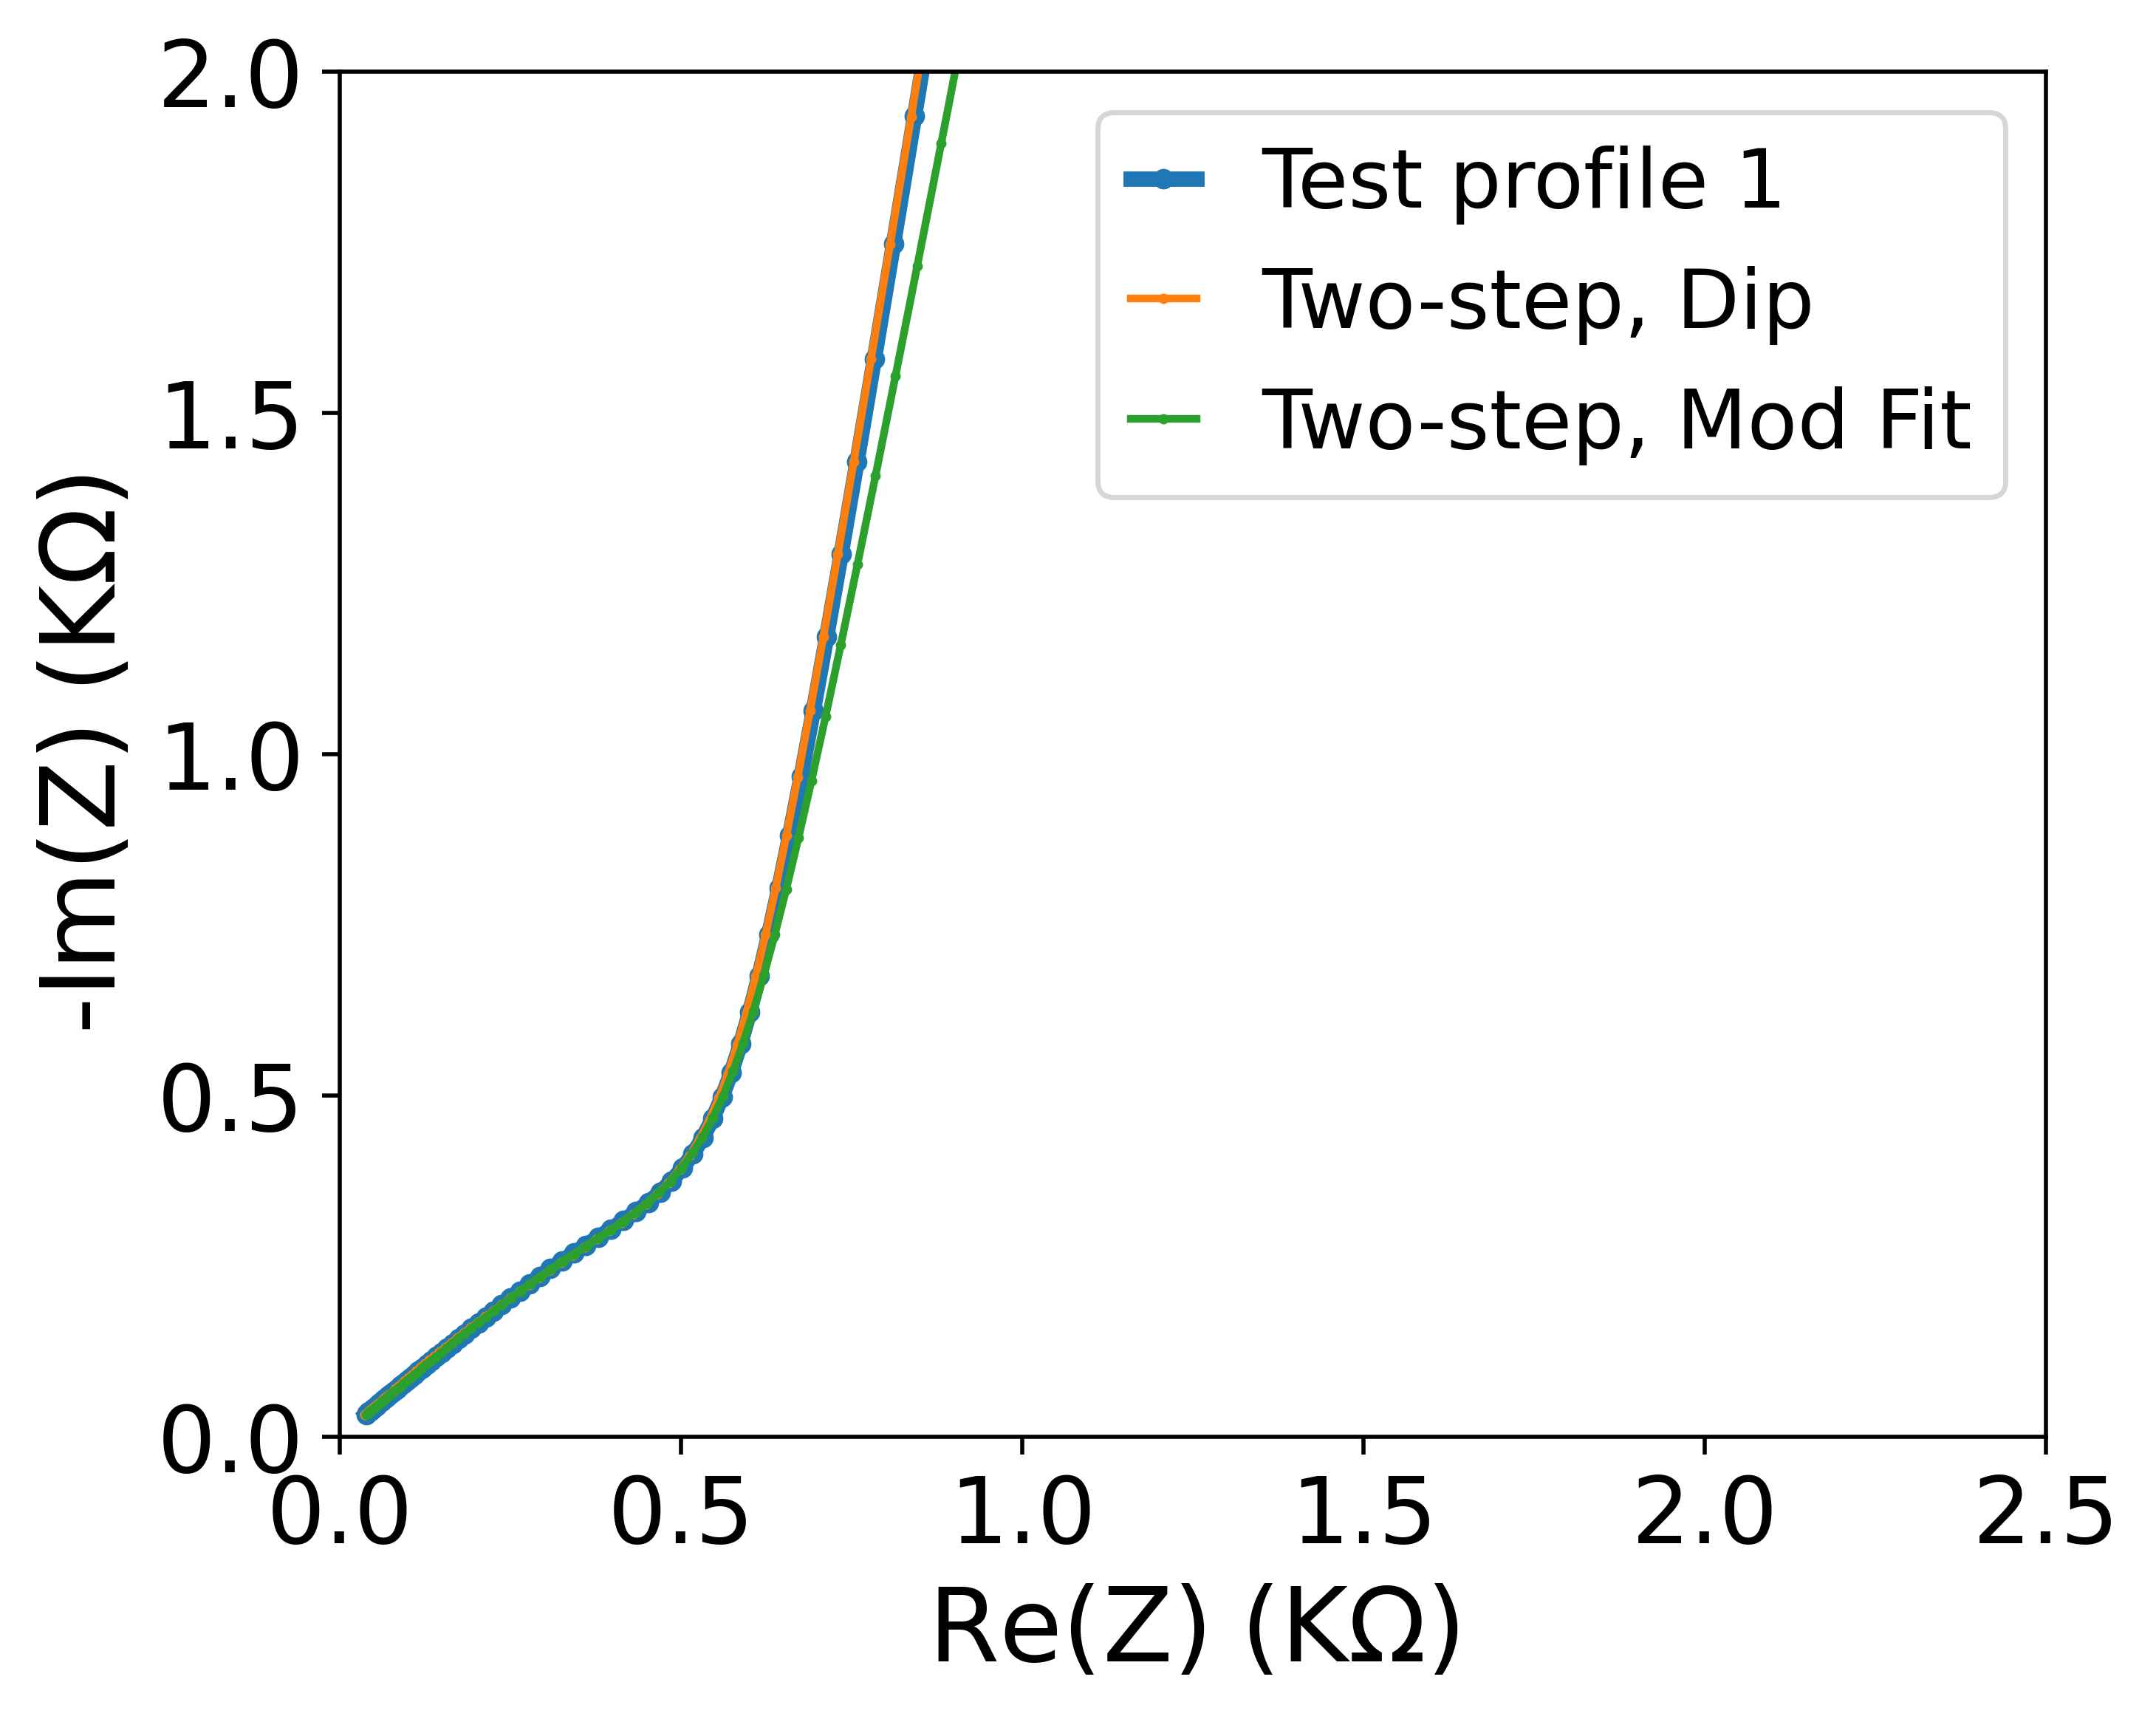 2.0
1.5
1.0
0.5
0.0
0.0 0.5 1.0 1.5 2.0 2.5
-Im(Z) (KΩ)
Re(Z) (KΩ)
Test profile 1
Two-step, Dip
Two-step, Mod Fit